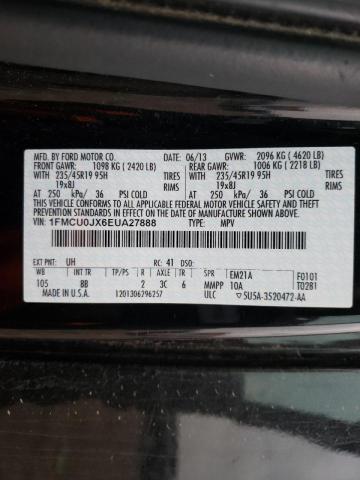 MFD. BY FORD MOTOR CO.
DATE: 06/13 GVWR: 2096 KG (4620 LB)
FRONT GAWR: 1098 KG (2420 LB) REAR GAWR: 1006 KG (2218 LB)
WITH 235/45R19 95H TIRES WITH 235/45R19 95H TIRES
19x8J RIMS 19x8J RIMS
AT 250 kPa/ 36 PSI COLD AT 250 kPa/ 36 PSI COLD
THIS VEHICLE CONFORMS TO ALL APPLICABLE FEDERAL MOTOR VEHICLE SAFETY, BUMPER, AND THEFT PREVENTION STANDARDS IN EFFECT ON THE DATE OF MANUFACTURE SHOWN ABOVE.
VIN: 1FMCU0JX6EUA27888 TYPE: MPV
EXT PNT: UH RC: 41 DSO:
WB INT TR TP/PS R AXLE TR SPR EM21A F0101
105 BB 2 3C 6 MMPP 10A T0281
MADE IN U.S.A. 1201306296257 ULC 5U5A-3520472-AA